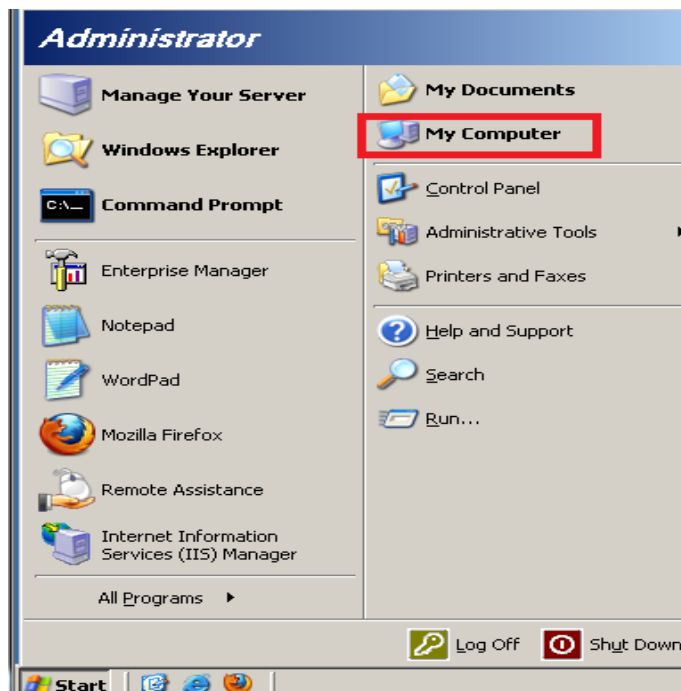 Administrator
Manage Your Server
Windows Explorer
C:\_
Command Prompt
Enterprise Manager
Notepad
WordPad
Mozilla Firefox
Remote Assistance
Internet Information
Services (IIS) Manager
All Programs
My Documents
My Computer
Control Panel
Administrative Tools
Printers and Faxes
Help and Support
Search
Run...
Log Off
Shut Down
Start